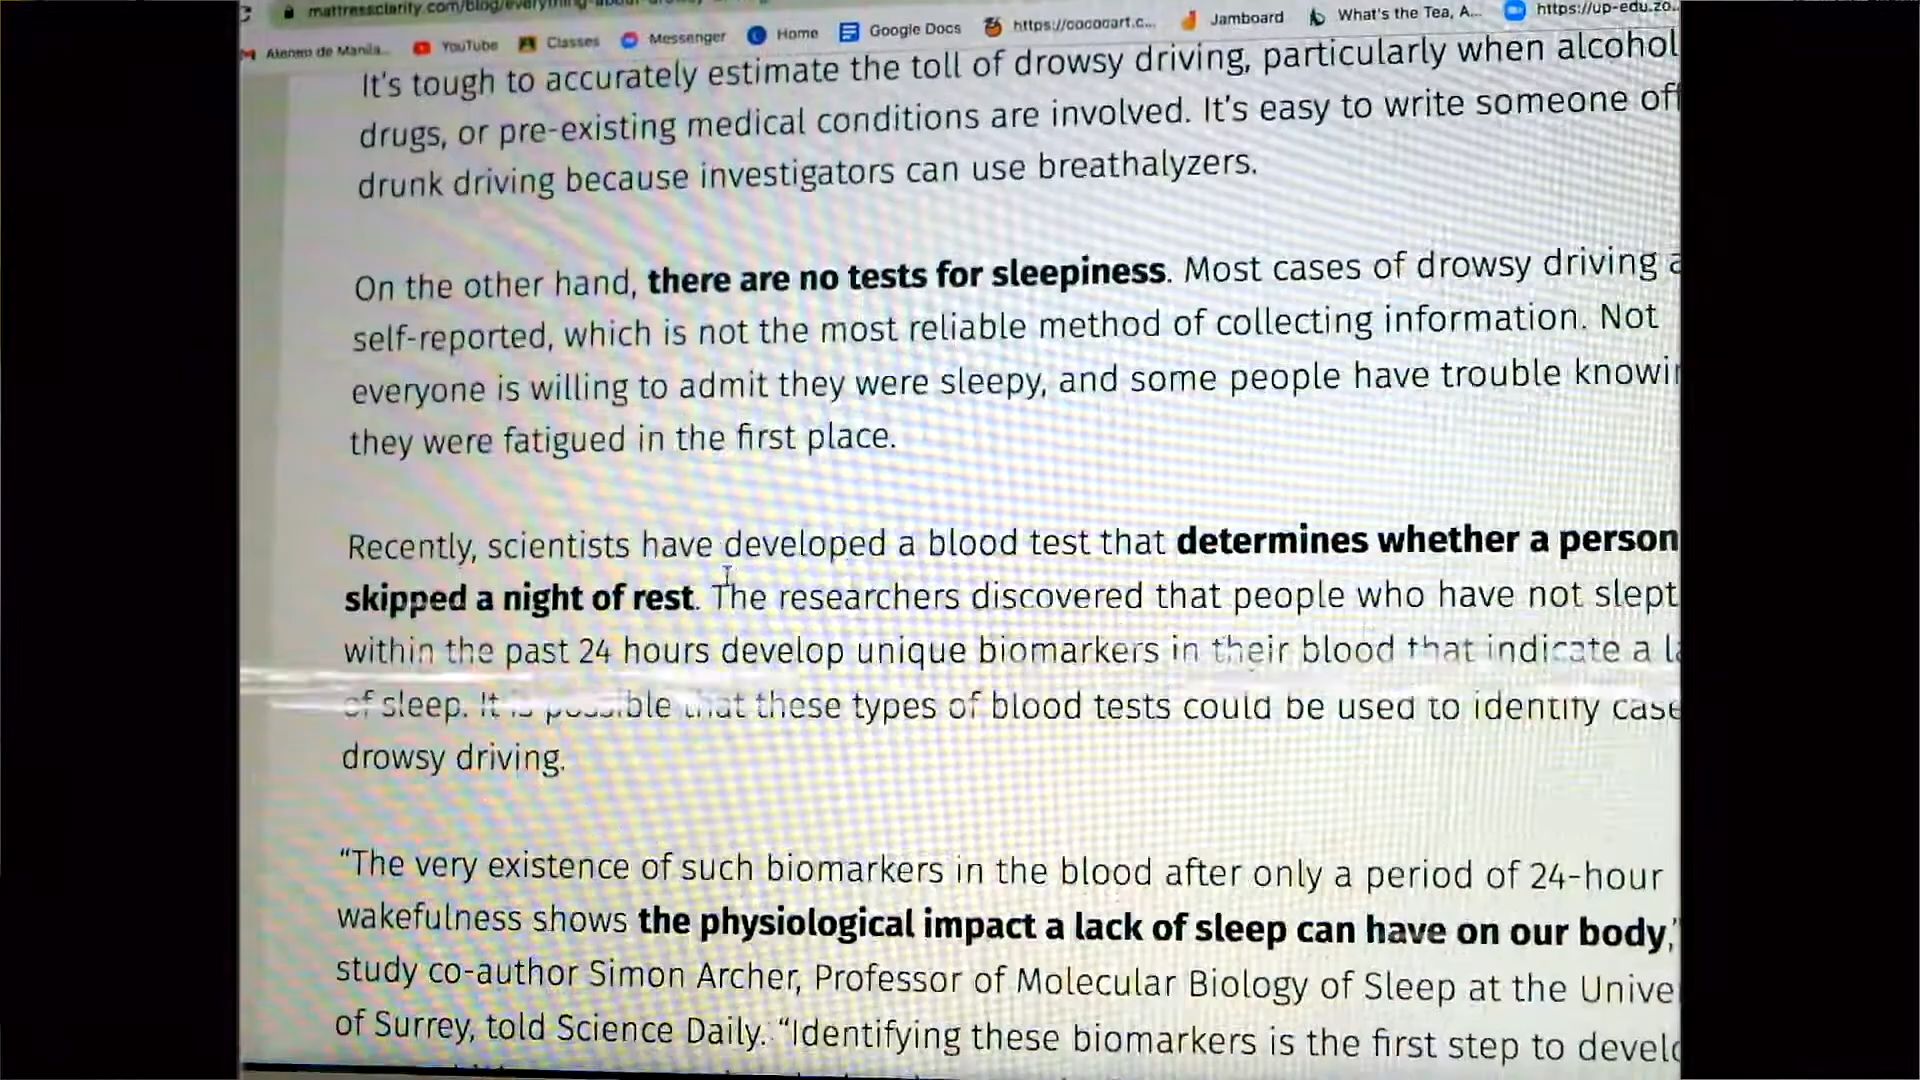 mattressclarity.com/blog/everything-about-drowsy-
Ateneo de Manila... YouTube Classes Messenger Home Google Docs https://cococart.c... Jamboard What's the Tea, A... https://up-edu.zo...
It's tough to accurately estimate the toll of drowsy driving, particularly when alcohol
drugs, or pre-existing medical conditions are involved. It's easy to write someone off
drunk driving because investigators can use breathalyzers.
On the other hand, there are no tests for sleepiness. Most cases of drowsy driving a
self-reported, which is not the most reliable method of collecting information. Not
everyone is willing to admit they were sleepy, and some people have trouble knowin
they were fatigued in the first place.
Recently, scientists have developed a blood test that determines whether a person
skipped a night of rest. The researchers discovered that people who have not slept
within the past 24 hours develop unique biomarkers in their blood that indicate a la
of sleep. It is possible that these types of blood tests could be used to identify case
drowsy driving.
“The very existence of such biomarkers in the blood after only a period of 24-hour
wakefulness shows the physiological impact a lack of sleep can have on our body,”
study co-author Simon Archer, Professor of Molecular Biology of Sleep at the Unive
of Surrey, told Science Daily. “Identifying these biomarkers is the first step to develo